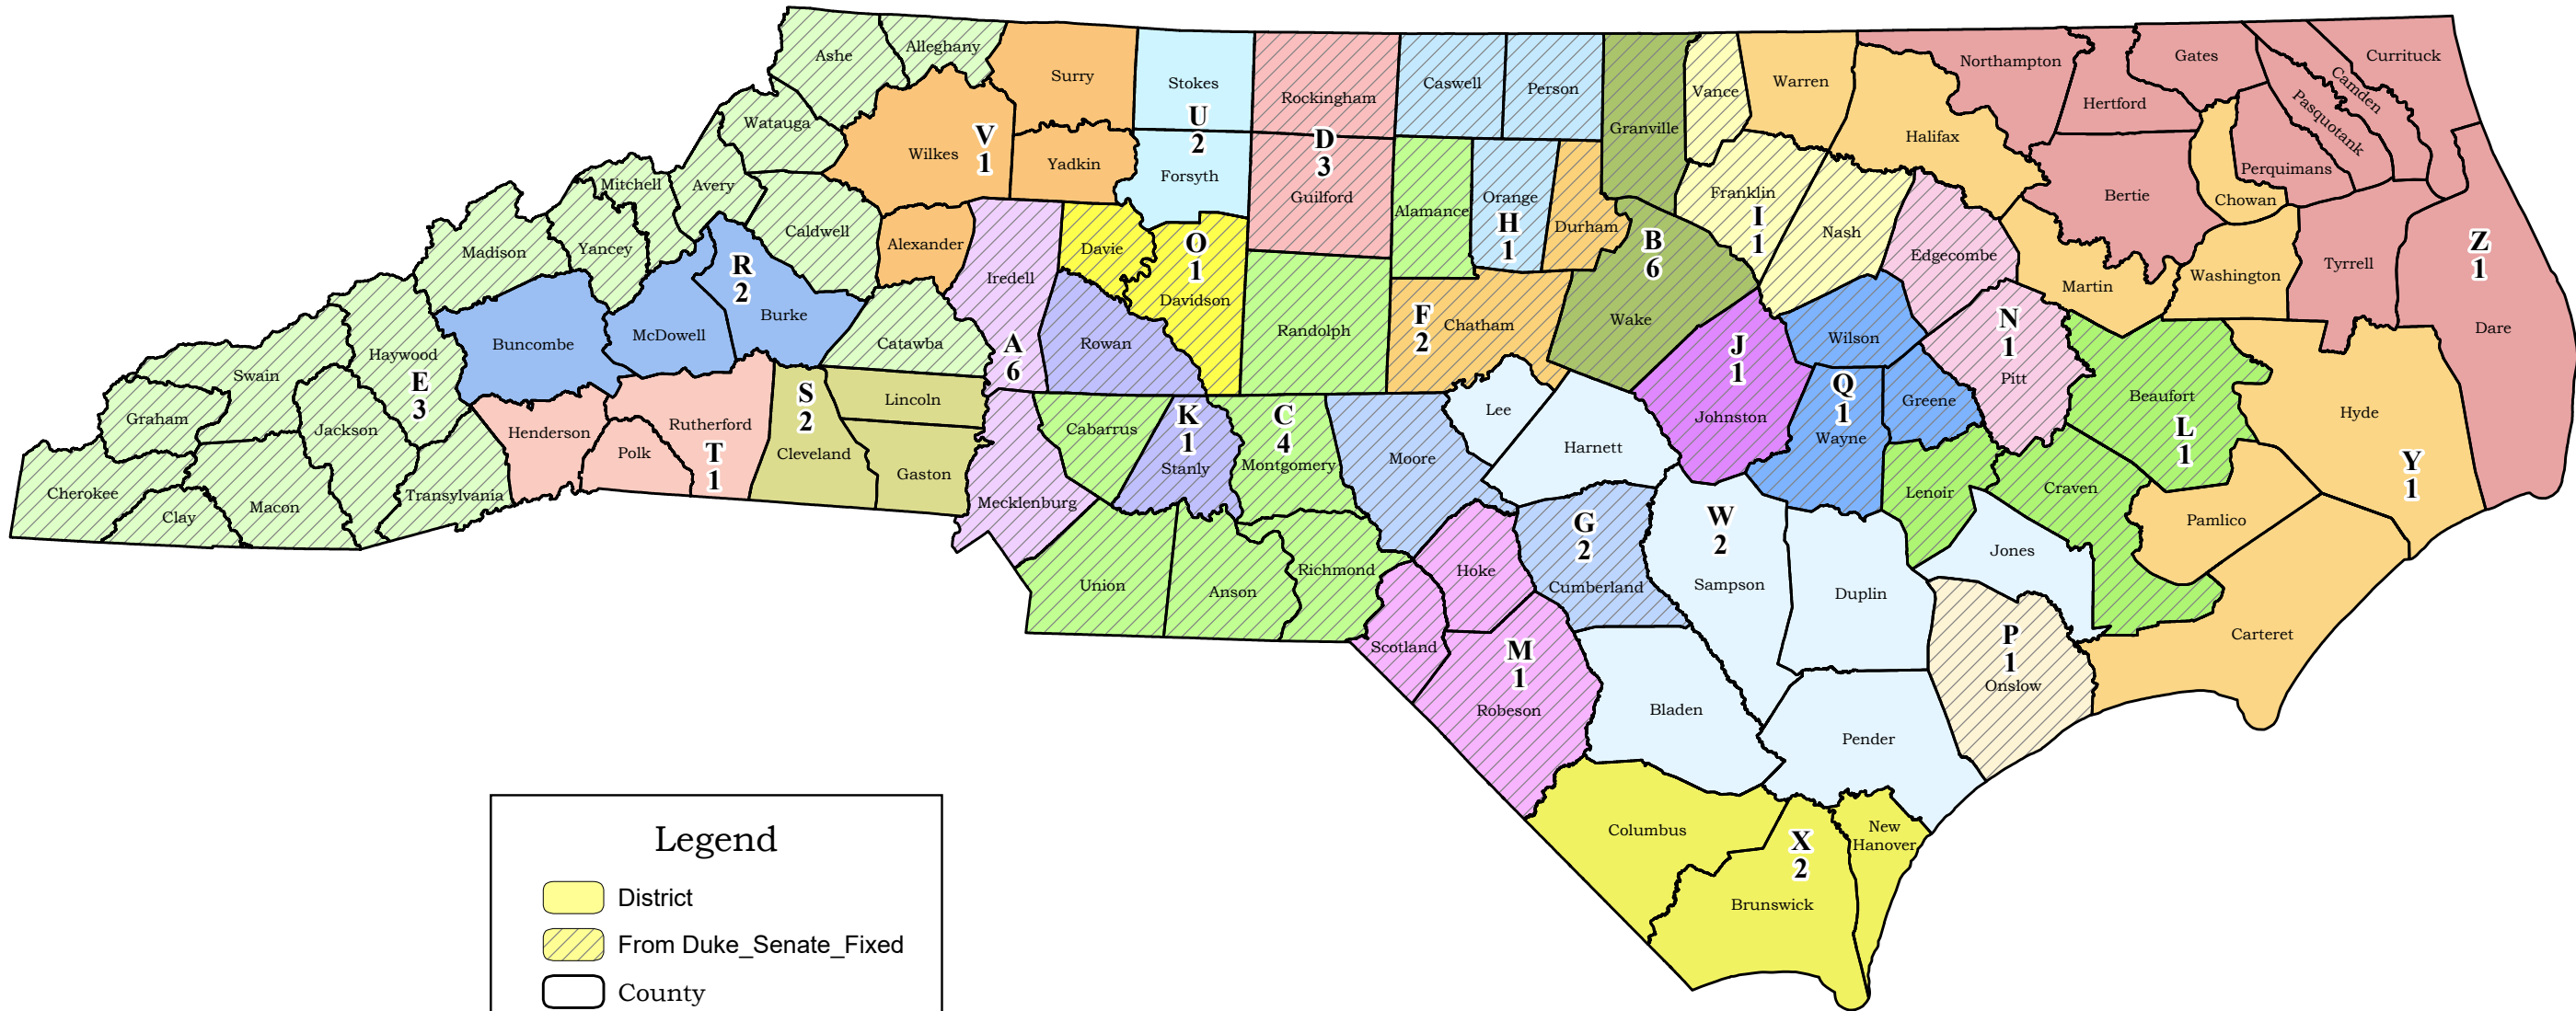 Ashe
Alleghany
Surry
Stokes
Rockingham
Caswell
Person
Granville
Vance
Warren
Northampton
Gates
Currituck
Camden
Pasquotank
Hertford
Halifax
Perquimans
Chowan
Bertie
Watauga
Wilkes
V
1
Yadkin
U
2
Forsyth
D
3
Guilford
Alamance
Orange
H
1
Durham
Franklin
I
1
Nash
Edgecombe
Martin
Washington
Tyrrell
Z
1
Dare
Mitchell
Avery
Caldwell
Alexander
Iredell
Davie
O
1
Davidson
Randolph
F
2
Chatham
B
6
Wake
J
1
Johnston
Wilson
N
1
Pitt
Beaufort
L
1
Hyde
Y
1
Madison
Yancey
R
2
Burke
McDowell
Buncombe
Catawba
A
6
Rowan
Haywood
E
3
Swain
Graham
Jackson
Cherokee
Clay
Macon
Transylvania
Henderson
Polk
Rutherford
T
1
S
2
Cleveland
Lincoln
Gaston
Mecklenburg
Cabarrus
K
1
Stanly
C
4
Montgomery
Moore
Lee
Harnett
Q
1
Wayne
Greene
Lenoir
Craven
Pamlico
Jones
Carteret
Union
Anson
Richmond
Scotland
Hoke
G
2
Cumberland
W
2
Sampson
Duplin
P
1
Onslow
M
1
Robeson
Bladen
Pender
Columbus
X
2
Brunswick
New
Hanover
Legend
District
From Duke_Senate_Fixed
County